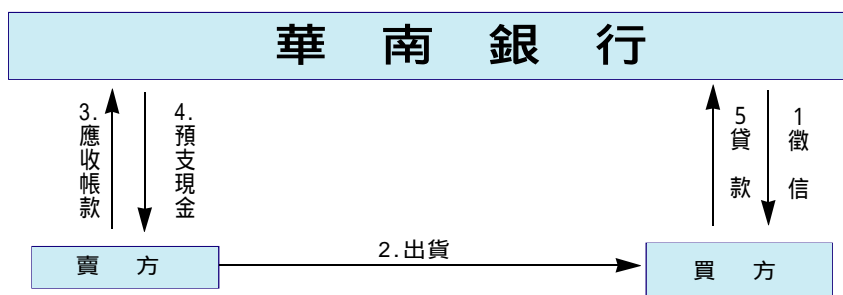 華南銀行
3.應收帳款
4.預支現金
5貸款
1徵信
2.出貨
賣方
買方